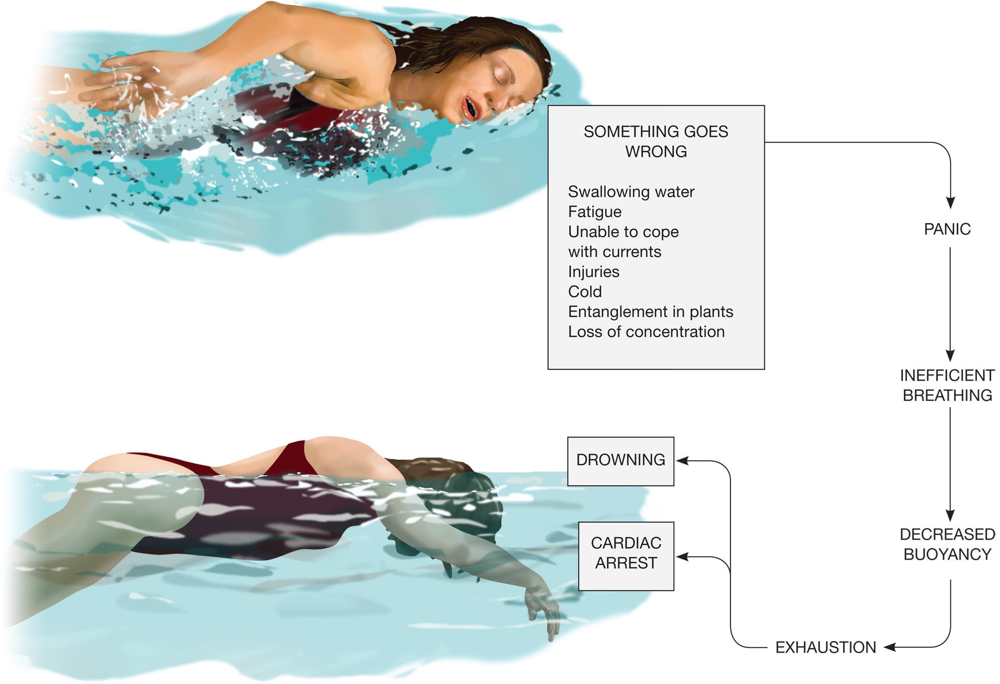 SOMETHING GOES
WRONG
Swallowing water
Fatigue
Unable to cope
with currents
Injuries
Cold
Entanglement in plants
Loss of concentration
PANIC
INEFFICIENT
BREATHING
DECREASED
BUOYANCY
EXHAUSTION
DROWNING
CARDIAC
ARREST